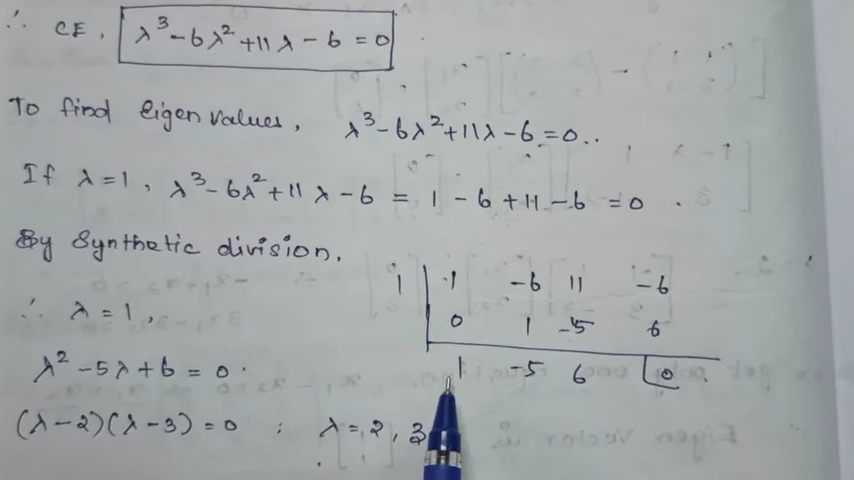 ∴ CE, λ³-6λ²+11λ-6=0
To find Eigen values, λ³-6λ²+11λ-6=0..
If λ=1, λ³-6λ²+11λ-6 = 1-6+11-6 =0.
By Synthetic division.
1 | 1 -6 11 -6
∴ λ=1,
0 1 -5 6
λ²-5λ+6=0.
1 -5 6 0.
(λ-2)(λ-3)=0 ; λ=2, 3